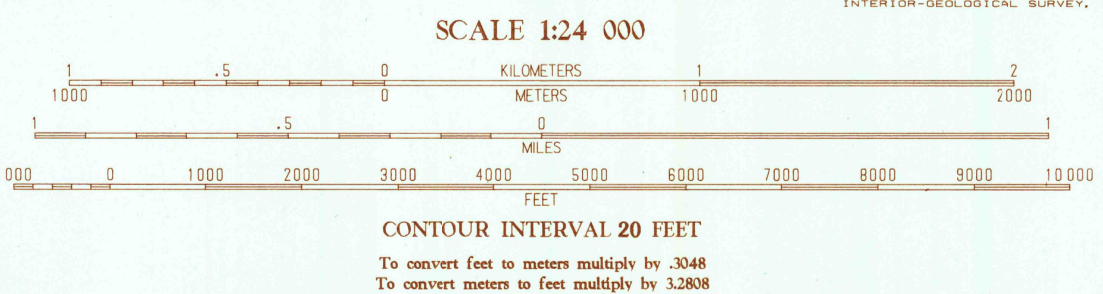 INTERIOR-GEOLOGICAL SURVEY,
SCALE 1:24 000
1 .5 0 KILOMETERS 1 2
1000 0 METERS 1000 2000
1 .5 0 1
MILES
000 0 1000 2000 3000 4000 5000 6000 7000 8000 9000 10 000
FEET
CONTOUR INTERVAL 20 FEET
To convert feet to meters multiply by .3048
To convert meters to feet multiply by 3.2808